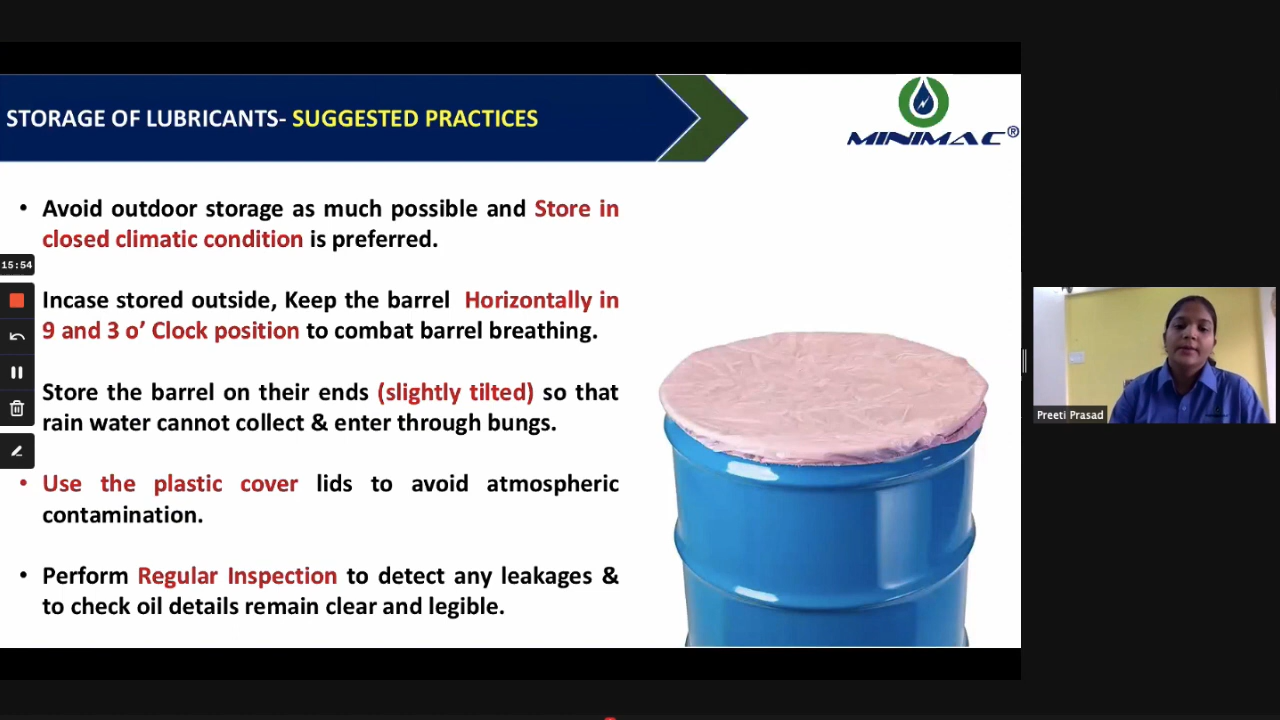 STORAGE OF LUBRICANTS- SUGGESTED PRACTICES
MINIMAC®
• Avoid outdoor storage as much possible and Store in
closed climatic condition is preferred.
15:54
Incase stored outside, Keep the barrel Horizontally in
9 and 3 o’ Clock position to combat barrel breathing.
Store the barrel on their ends (slightly tilted) so that
rain water cannot collect & enter through bungs.
• Use the plastic cover lids to avoid atmospheric
contamination.
• Perform Regular Inspection to detect any leakages &
to check oil details remain clear and legible.
Preeti Prasad